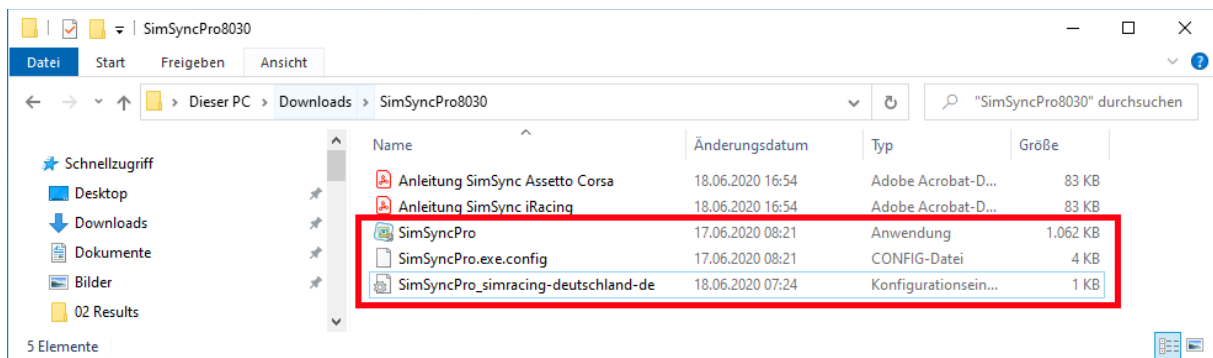 SimSyncPro8030
Datei Start Freigeben Ansicht
Dieser PC Downloads SimSyncPro8030 "SimSyncPro8030" durchsuchen
Name Änderungsdatum Typ Größe
Schnellzugriff
Desktop
Downloads
Dokumente
Bilder
02 Results
Anleitung SimSync Assetto Corsa 18.06.2020 16:54 Adobe Acrobat-D... 83 KB
Anleitung SimSync iRacing 18.06.2020 16:54 Adobe Acrobat-D... 83 KB
SimSyncPro 17.06.2020 08:21 Anwendung 1.062 KB
SimSyncPro.exe.config 17.06.2020 08:21 CONFIG-Datei 4 KB
SimSyncPro_simracing-deutschland-de 18.06.2020 07:24 Konfigurationsein... 1 KB
5 Elemente